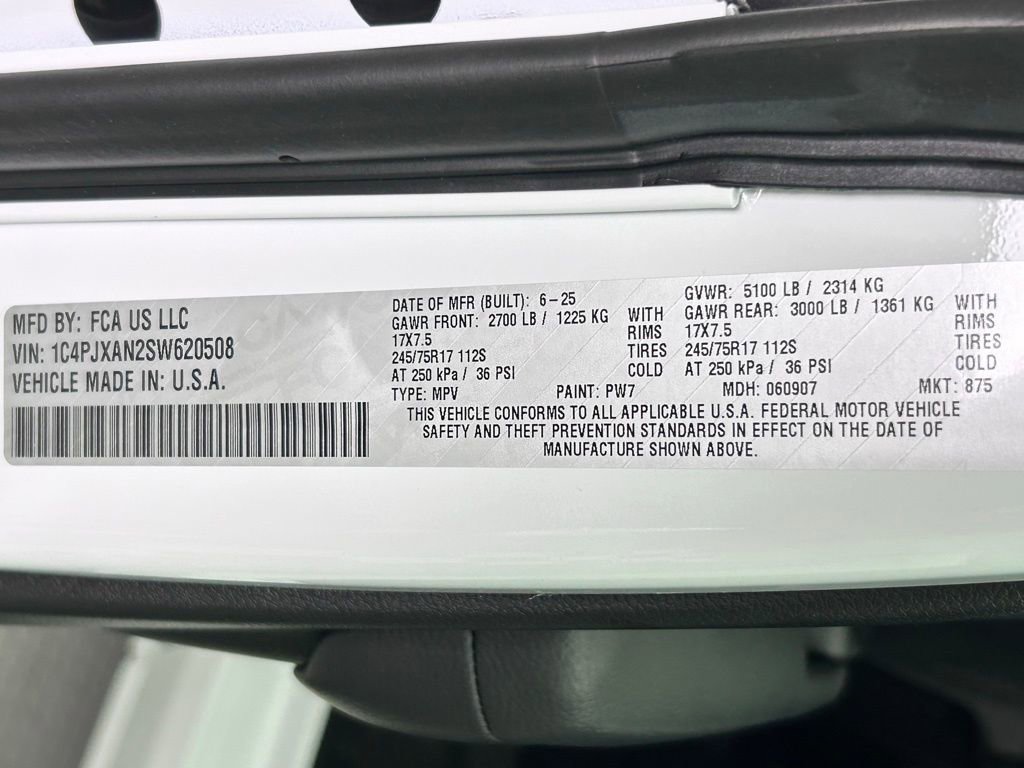 MFD BY: FCA US LLC
VIN: 1C4PJXAN2SW620508
VEHICLE MADE IN: U.S.A.
DATE OF MFR (BUILT): 6-25
GAWR FRONT: 2700 LB / 1225 KG
17X7.5
245/75R17 112S
AT 250 kPa / 36 PSI
WITH
RIMS
TIRES
COLD
GVWR: 5100 LB / 2314 KG
GAWR REAR: 3000 LB / 1361 KG
17X7.5
245/75R17 112S
AT 250 kPa / 36 PSI
WITH
RIMS
TIRES
COLD
TYPE: MPV PAINT: PW7 MDH: 060907 MKT: 875
THIS VEHICLE CONFORMS TO ALL APPLICABLE U.S.A. FEDERAL MOTOR VEHICLE
SAFETY AND THEFT PREVENTION STANDARDS IN EFFECT ON THE DATE OF
MANUFACTURE SHOWN ABOVE.